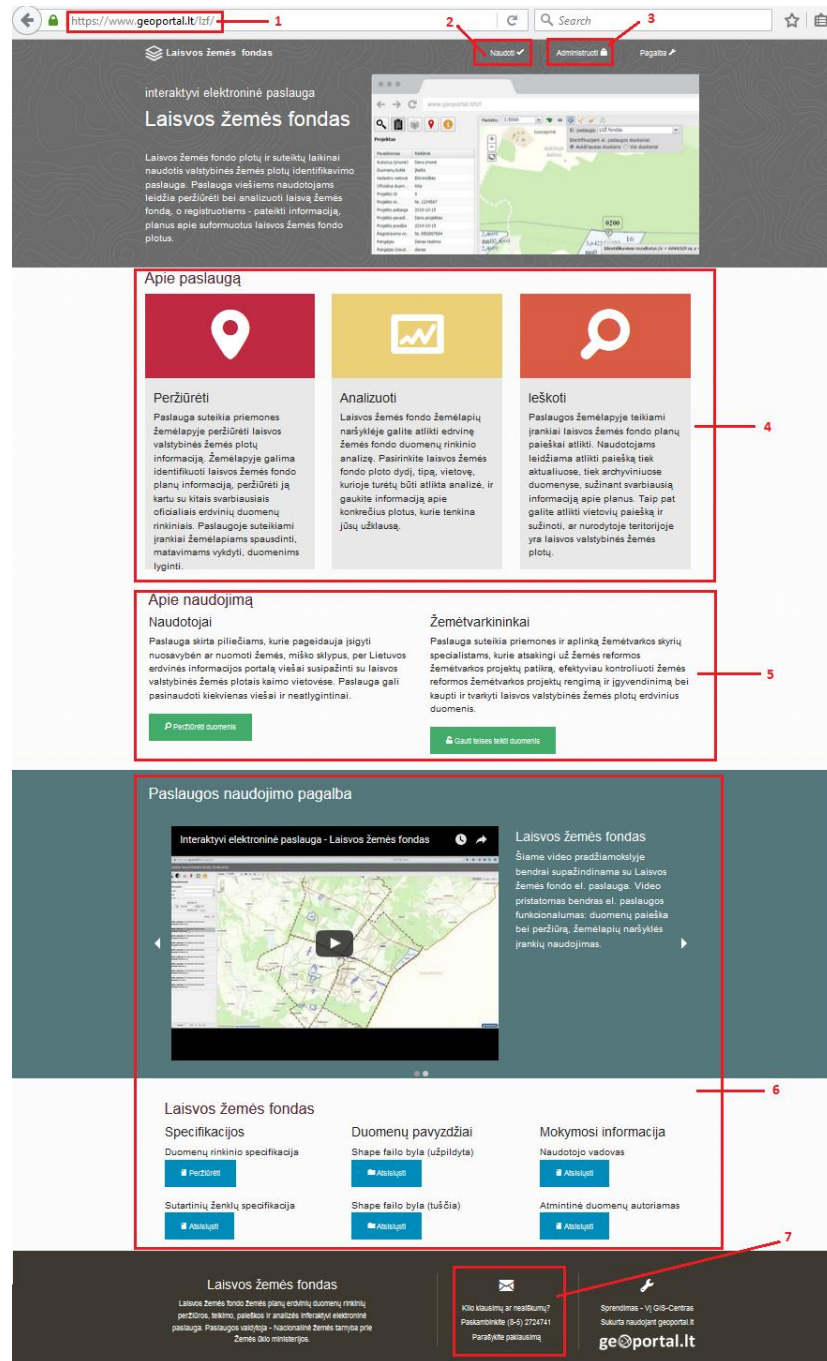 https://www.geoportal.lt/lzf/
1
2
3
Search
Laisvos žemės fondas
Naudoti
Administruoti
Pagalba
interaktyvi elektroninė paslauga
Laisvos žemės fondas
Laisvos žemės fondo plotų ir suteiktų laikinai
naudotis valstybinės žemės plotų identifikavimo
paslauga. Paslauga viešiems naudotojams
leidžia peržiūrėti bei analizuoti laisvą žemės
fondą, o registruotiems - pateikti informaciją,
planus apie suformuotus laisvos žemės fondo
plotus.
www.geoportal.lt/lzf
Projektas
0200
Apie paslaugą
Peržiūrėti
Paslauga suteikia priemones
žemėlapyje peržiūrėti laisvos
valstybinės žemės plotų
informaciją. Žemėlapyje galima
identifikuoti laisvos žemės fondo
planų informaciją, peržiūrėti ją
kartu su kitais svarbiausiais
oficialiais erdvinių duomenų
rinkiniais. Paslaugoje suteikiami
įrankiai žemėlapiams spausdinti,
matavimams vykdyti, duomenims
lyginti.
Analizuoti
Laisvos žemės fondo žemėlapių
naršyklėje galite atlikti edrvinę
žemės fondo duomenų rinkinio
analizę. Pasirinkite laisvos žemės
fondo ploto dydį, tipą, vietovę,
kurioje turėtų būti atlikta analizė, ir
gaukite informaciją apie
konkrečius plotus, kurie tenkina
jūsų užklausą.
Ieškoti
Paslaugos žemėlapyje teikiami
įrankiai laisvos žemės fondo planų
paieškai atlikti. Naudotojams
leidžiama atlikti paiešką tiek
aktualiuose, tiek archyviniuose
duomenyse, sužinant svarbiausią
informaciją apie planus. Taip pat
galite atlikti vietovių paiešką ir
sužinoti, ar nurodytoje teritorijoje
yra laisvos valstybinės žemės
plotų.
4
Apie naudojimą
Naudotojai
Paslauga skirta piliečiams, kurie pageidauja įsigyti
nuosavybėn ar nuomoti žemės, miško
sklypus, per Lietuvos
erdvinės informacijos portalą viešai susipažinti su laisvos
valstybinės žemės plotais kaimo vietovėse. Paslauga gali
pasinaudoti kiekvienas viešai ir neatlygintinai.
Peržiūrėti duomenis
Žemėtvarkininkai
Paslauga suteikia priemones ir aplinką žemėtvarkos skyrių
specialistams, kurie atsakingi už žemės reformos
žemėtvarkos projektų patikrą, efektyviau kontroliuoti žemės
reformos žemėtvarkos projektų rengimą ir įgyvendinimą bei
kaupti ir tvarkyti laisvos valstybinės žemės plotų erdvinius
duomenis.
Gauti teises teikti duomenis
5
Paslaugos naudojimo pagalba
Interaktyvi elektroninė paslauga - Laisvos žemės fondas
Laisvos žemės fondas
Šiame video pradžiamokslyje
bendrai supažindinama su Laisvos
žemės fondo el. paslauga. Video
pristatomas bendras el. paslaugos
funkcionalumas: duomenų paieška
bei peržiūra, žemėlapių naršyklės
įrankių naudojimas.
6
Laisvos žemės fondas
Specifikacijos
Duomenų pavyzdžiai
Mokymosi informacija
Duomenų rinkinio specifikacija
Shape failo byla (užpildyta)
Naudotojo vadovas
Peržiūrėti
Atsisiųsti
Atsisiųsti
Sutartinių ženklų specifikacija
Shape failo byla (tuščia)
Atmintinė duomenų autoriamas
Atsisiųsti
Atsisiųsti
Atsisiųsti
7
Laisvos žemės fondas
Laisvos žemės fondo žemės planų erdvinių duomenų rinkinių
peržiūros, teikimo, paieškos ir analizės interaktyvi elektroninė
paslauga. Paslaugos valdytoja - Nacionalinė žemės tarnyba prie
Žemės ūkio ministerijos.
Kilo klausimų ar neaiškumų?
Paskambinkite (8-5) 2724741
Parašykite paklausimą
Sprendimas - VĮ GIS-Centras
Sukurta naudojant geoportal.lt
geoportal.lt